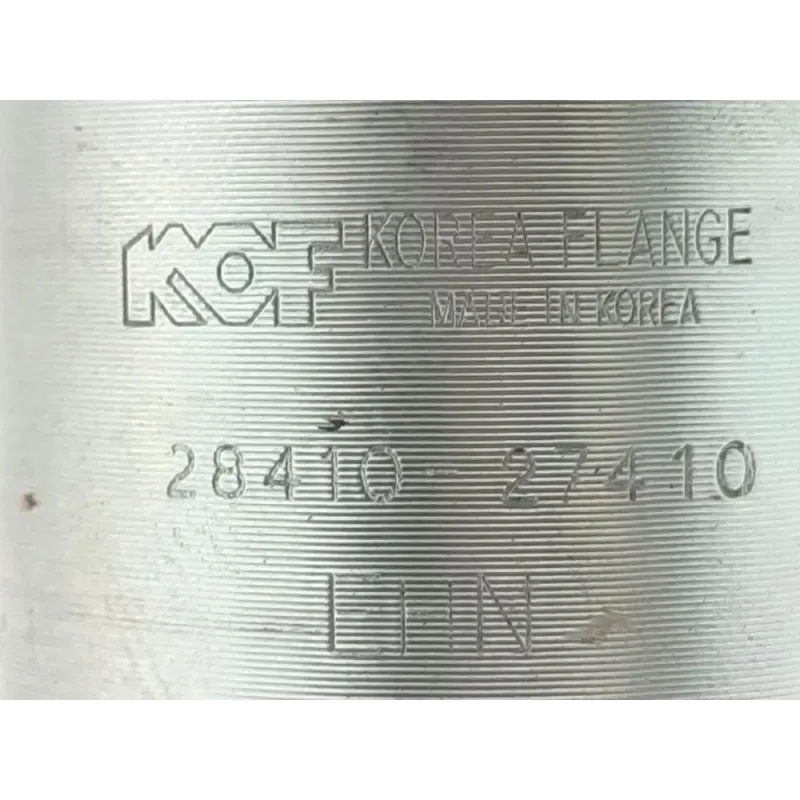 KOF KOREA FLANGE
MADE IN KOREA
28410-27410
EHN